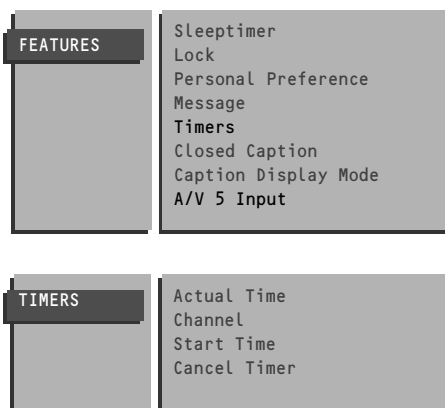 FEATURES
Sleeptimer
Lock
Personal Preference
Message
Timers
Closed Caption
Caption Display Mode
A/V 5 Input
TIMERS
Actual Time
Channel
Start Time
Cancel Timer